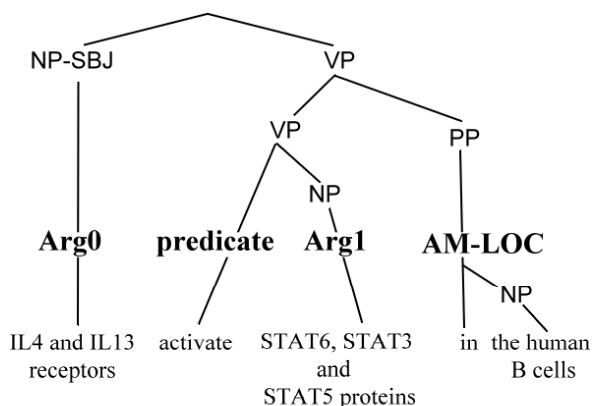 NP-SBJ VP
VP PP
NP
Arg0 predicate Arg1 AM-LOC
NP
IL4 and IL13 activate STAT6, STAT3 in the human
receptors and B cells
STAT5 proteins